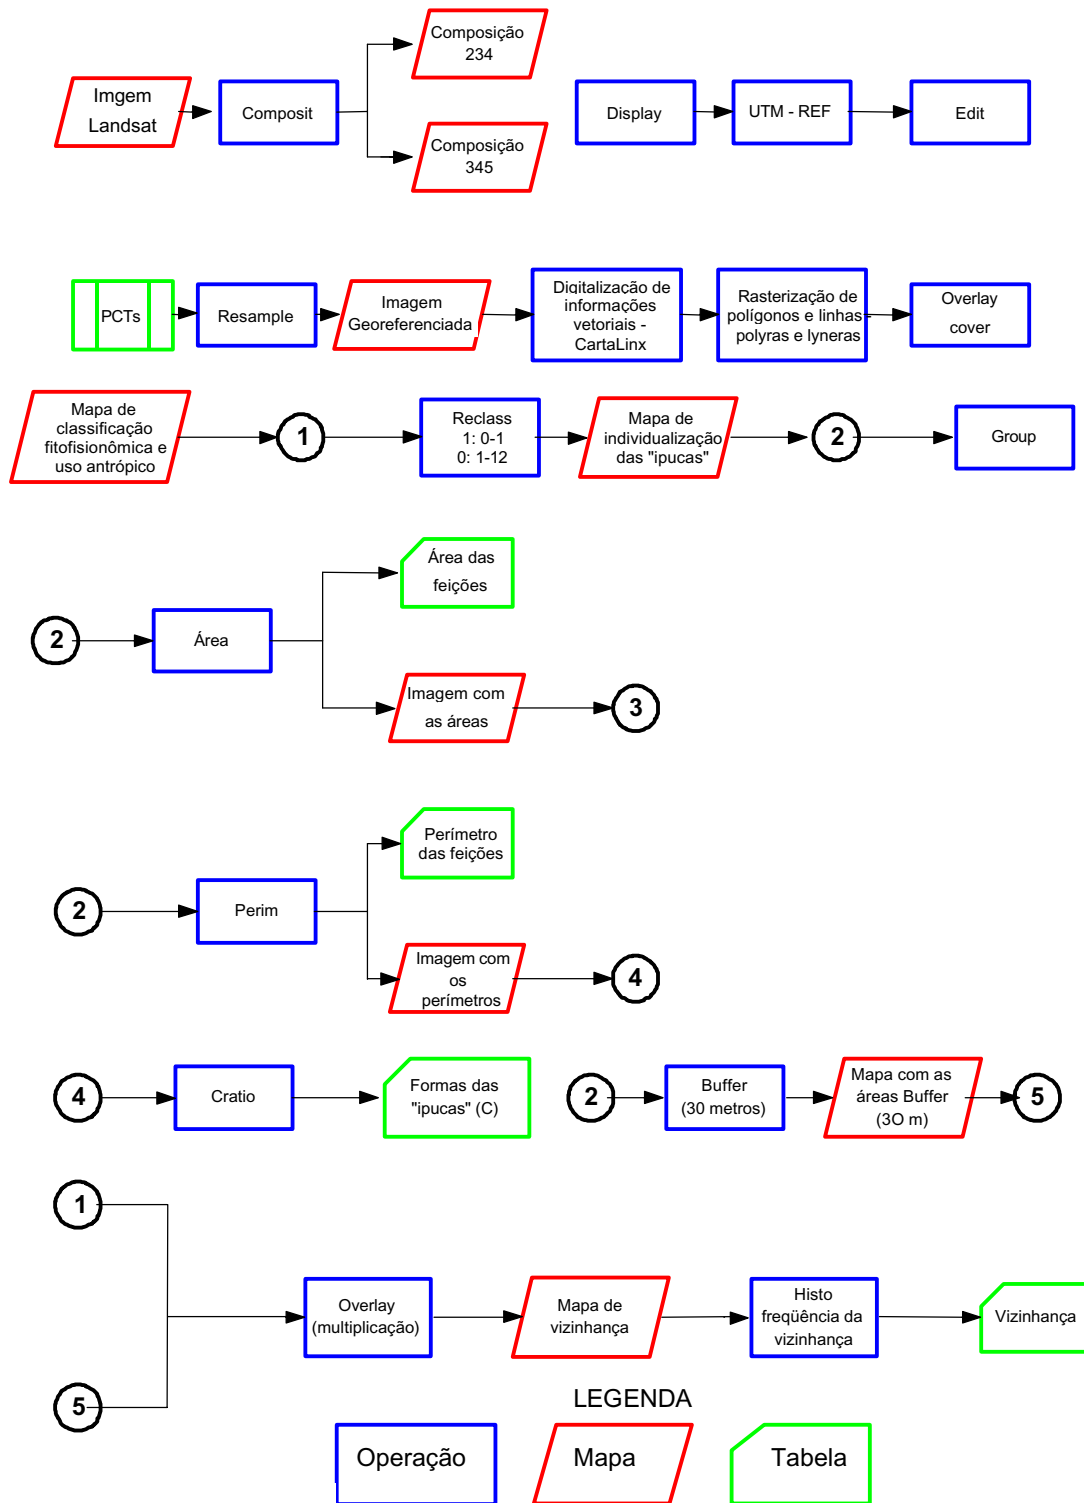 Composição
234
Imgem
Landsat
Composit
Display
UTM - REF
Edit
Composição
345
PCTs
Resample
Imagem
Georeferenciada
Digitalização de
informações
vetoriais -
CartaLinx
Rasterização de
polígonos e linhas -
polyras e lyneras
Overlay
cover
Mapa de
classificação
fitofisionômica e
uso antrópico
1
Reclass
1: 0-1
0: 1-12
Mapa de
individualização
das "ipucas"
2
Group
Área das
feições
2
Área
Imagem com
as áreas
3
Perímetro
das feições
2
Perim
Imagem com
os
perímetros
4
4
Cratio
Formas das
"ipucas" (C)
2
Buffer
(30 metros)
Mapa com as
áreas Buffer
(3O m)
5
1
Overlay
(multiplicação)
Mapa de
vizinhança
Histo
freqüência da
vizinhança
Vizinhança
5
LEGENDA
Operação
Mapa
Tabela